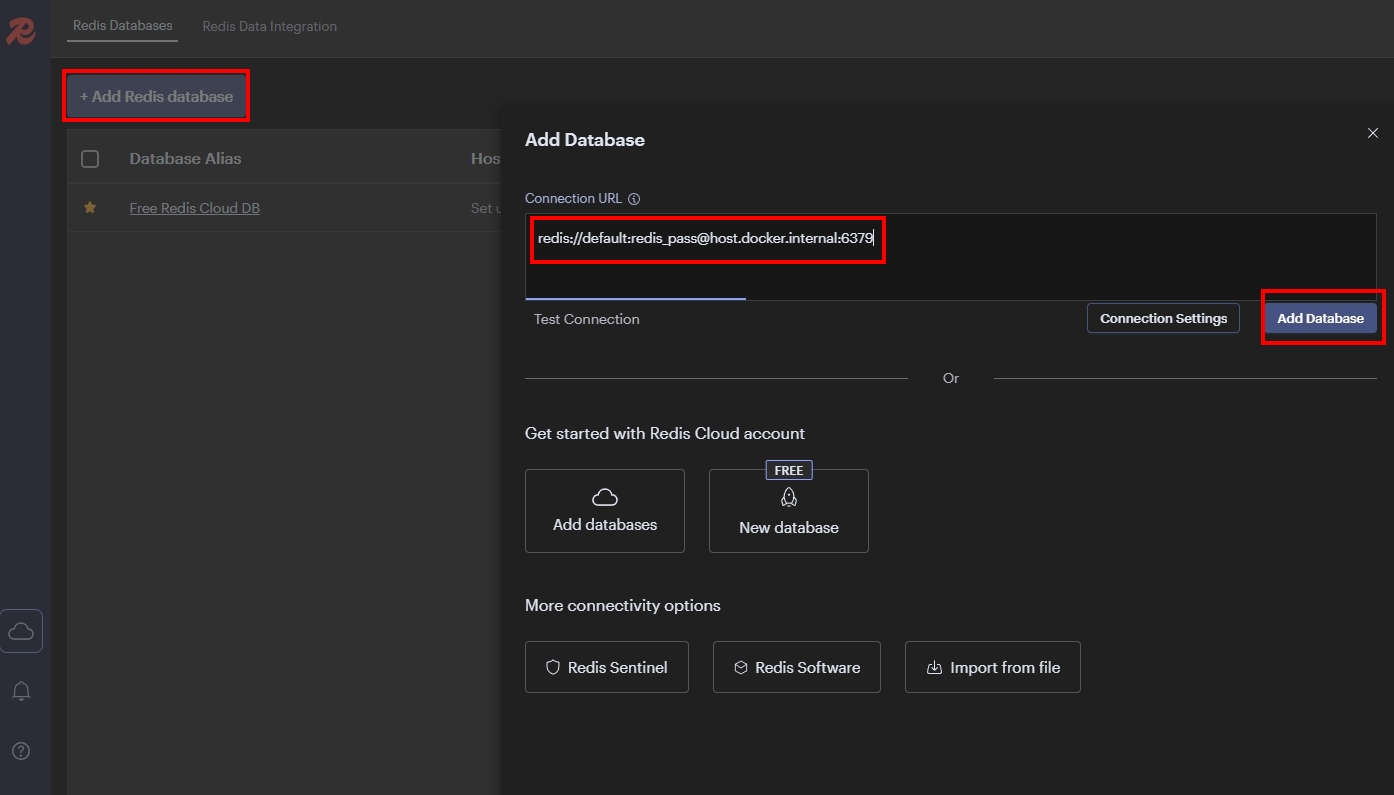 Redis Databases
Redis Data Integration
+ Add Redis database
Database Alias
Hos
Free Redis Cloud DB
Set u
Add Database
Connection URL
redis://default:redis_pass@host.docker.internal:6379
Test Connection
Connection Settings
Add Database
Or
Get started with Redis Cloud account
Add databases
FREE
New database
More connectivity options
Redis Sentinel
Redis Software
Import from file